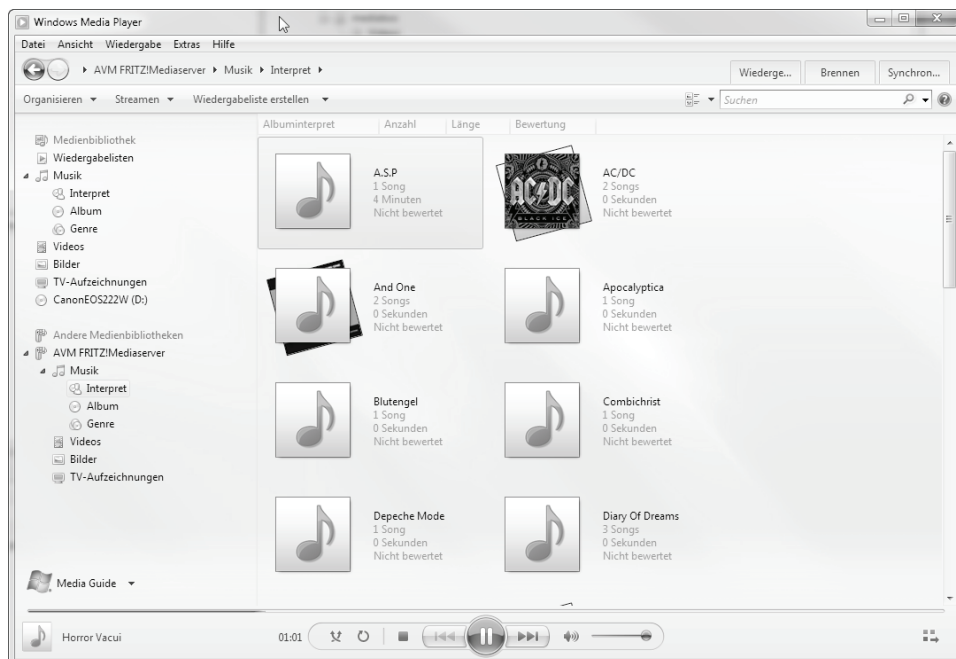 Windows Media Player
Datei Ansicht Wiedergabe Extras Hilfe
AVM FRITZ!Mediaserver Musik Interpret
Wiederge... Brennen Synchron...
Organisieren Streamen Wiedergabeliste erstellen
Suchen
Albuminterpret Anzahl Länge Bewertung
Medienbibliothek
Wiedergabelisten
Musik
Interpret
Album
Genre
Videos
Bilder
TV-Aufzeichnungen
CanonEOS222W (D:)
Andere Medienbibliotheken
AVM FRITZ!Mediaserver
Musik
Interpret
Album
Genre
Videos
Bilder
TV-Aufzeichnungen
Media Guide
A.S.P
1 Song
4 Minuten
Nicht bewertet
AC/DC
BLACK ICE
AC/DC
2 Songs
0 Sekunden
Nicht bewertet
And One
2 Songs
0 Sekunden
Nicht bewertet
Apocalyptica
1 Song
0 Sekunden
Nicht bewertet
Blutengel
1 Song
0 Sekunden
Nicht bewertet
Combichrist
1 Song
0 Sekunden
Nicht bewertet
Depeche Mode
1 Song
0 Sekunden
Nicht bewertet
Diary Of Dreams
3 Songs
0 Sekunden
Nicht bewertet
Horror Vacui
01:01